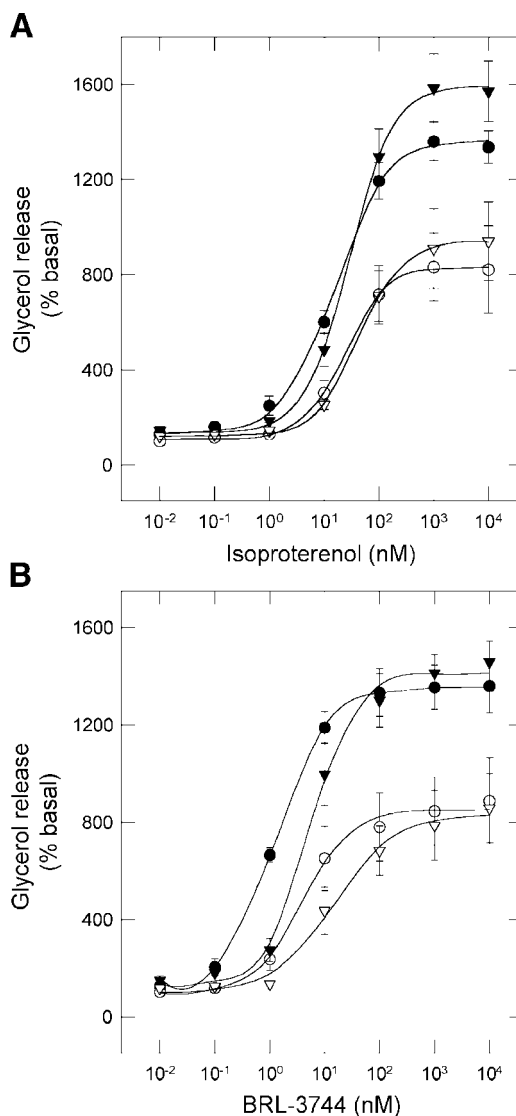 A
Glycerol release
(% basal)
1600
1200
800
400
0
10⁻² 10⁻¹ 10⁰ 10¹ 10² 10³ 10⁴
Isoproterenol (nM)
B
Glycerol release
(% basal)
1600
1200
800
400
0
10⁻² 10⁻¹ 10⁰ 10¹ 10² 10³ 10⁴
BRL-3744 (nM)